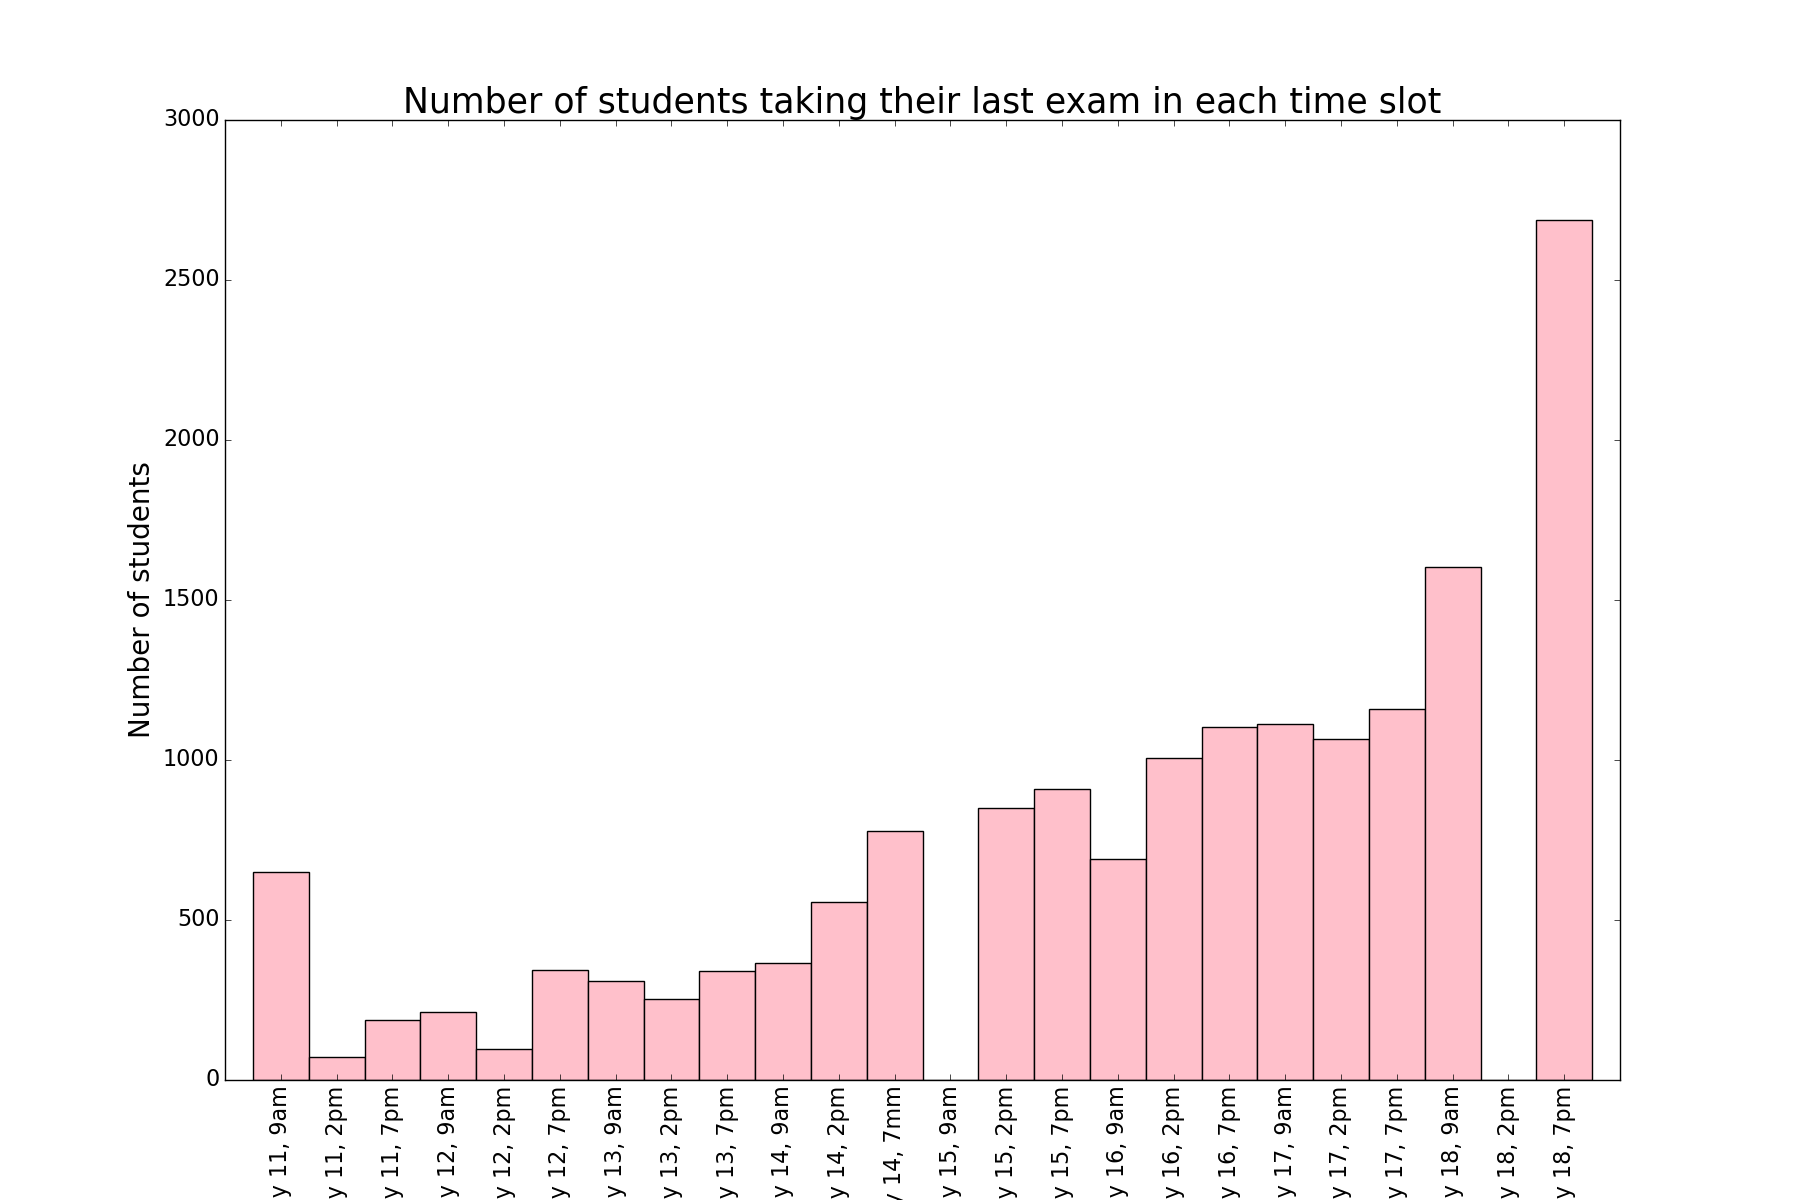 Number of students taking their last exam in each time slot
Number of students
3000
2500
2000
1500
1000
500
0
y 11, 9am
y 11, 2pm
y 11, 7pm
y 12, 9am
y 12, 2pm
y 12, 7pm
y 13, 9am
y 13, 2pm
y 13, 7pm
y 14, 9am
y 14, 2pm
y 14, 7mm
y 15, 9am
y 15, 2pm
y 15, 7pm
y 16, 9am
y 16, 2pm
y 16, 7pm
y 17, 9am
y 17, 2pm
y 17, 7pm
y 18, 9am
y 18, 2pm
y 18, 7pm